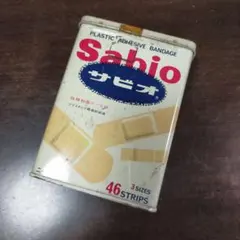 PLASTIC ADHESIVE BANDAGE
Sabio
サビオ
3 sizes
46 STRIPS